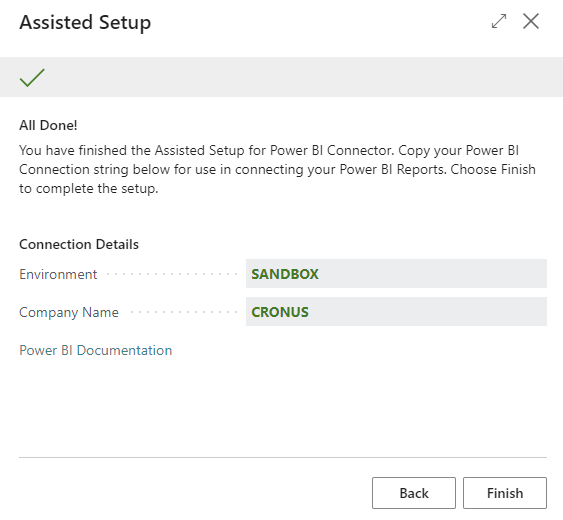 Assisted Setup
All Done!
You have finished the Assisted Setup for Power BI Connector. Copy your Power BI
Connection string below for use in connecting your Power BI Reports. Choose Finish
to complete the setup.
Connection Details
Environment SANDBOX
Company Name CRONUS
Power BI Documentation
Back Finish